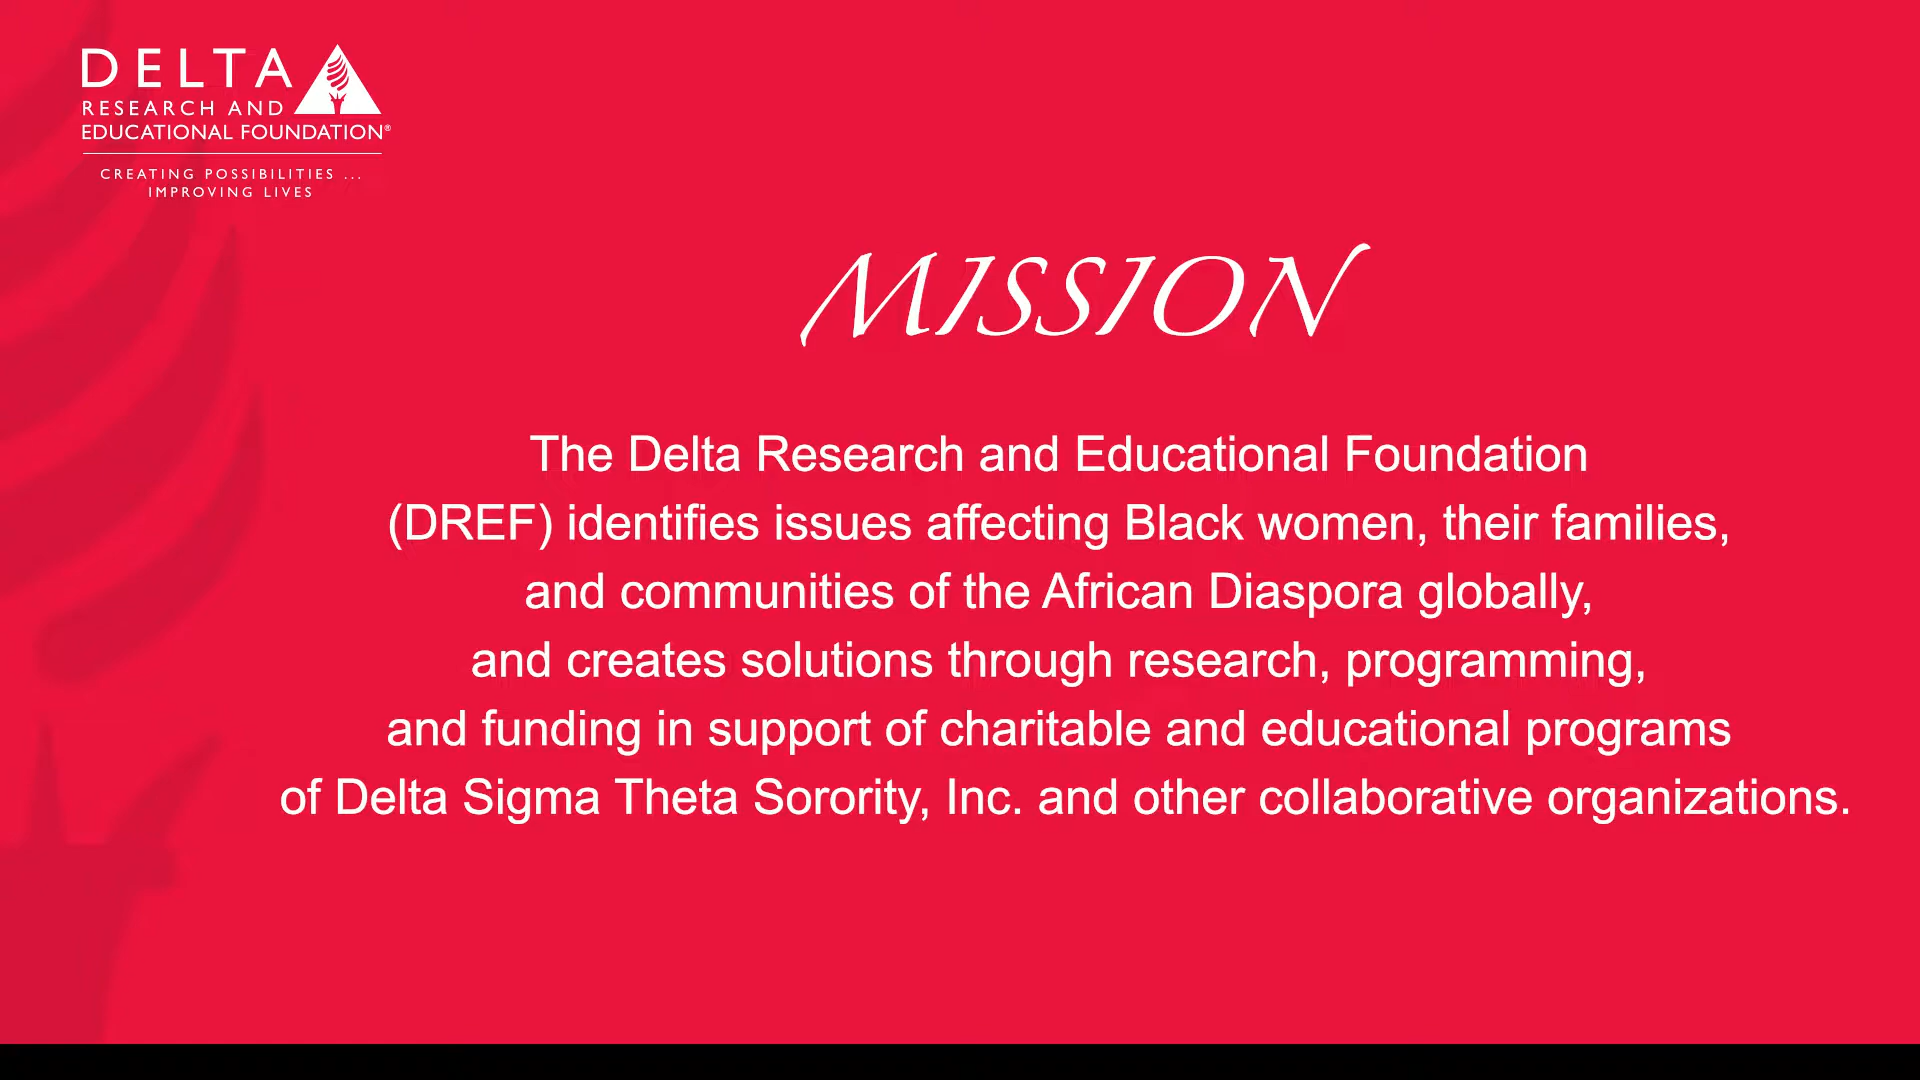 DELTA
RESEARCH AND
EDUCATIONAL FOUNDATION®
CREATING POSSIBILITIES ...
IMPROVING LIVES
MISSION
The Delta Research and Educational Foundation
(DREF) identifies issues affecting Black women, their families,
and communities of the African Diaspora globally,
and creates solutions through research, programming,
and funding in support of charitable and educational programs
of Delta Sigma Theta Sorority, Inc. and other collaborative organizations.